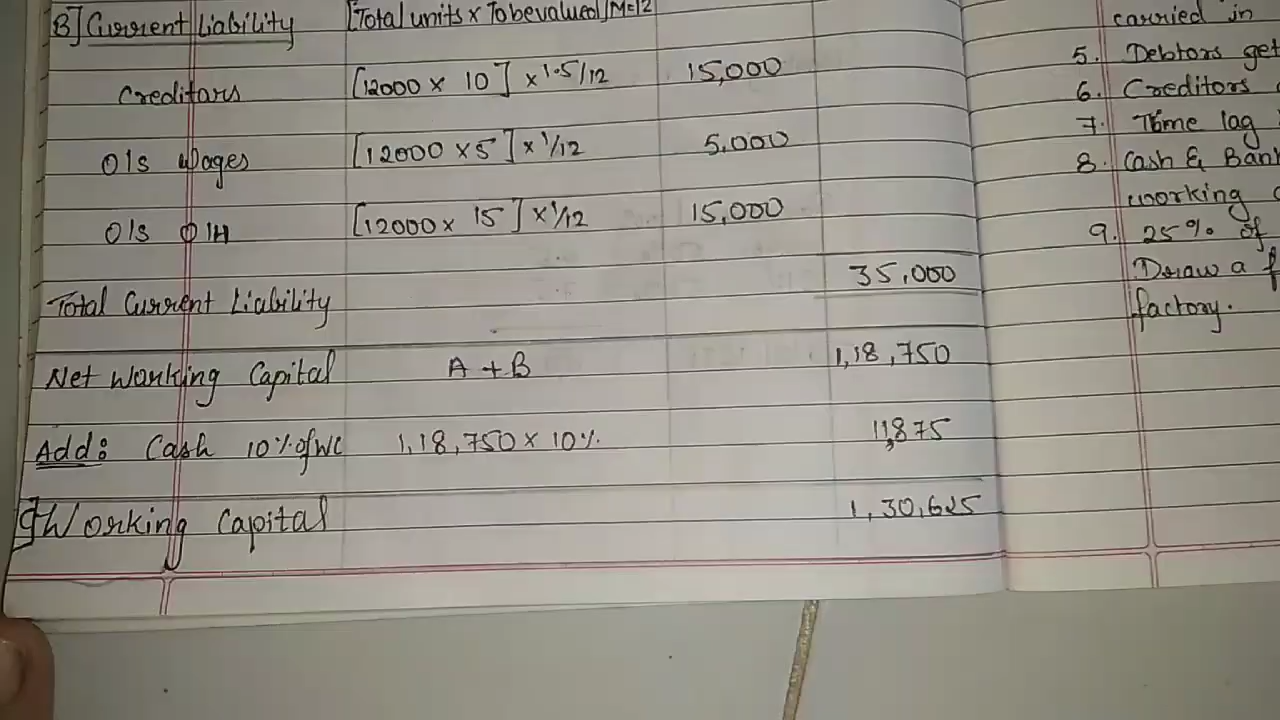 B] Current Liability [Total units x To be valued] M=12
Creditors [12000 x 10] x 1.5/12 15,000
O/s Wages [12000 x 5] x 1/12 5,000
O/s O/H [12000 x 15] x 1/12 15,000
Total Current Liability 35,000
Net Working Capital A + B 1,18,750
Add: Cash 10% of WC 1,18,750 x 10% 11,875
Working Capital 1,30,625
carried in
5. Debtors get
6. Creditors
7. Time lag
8. Cash & Bank
working
9. 25% of
Draw a f
factory.